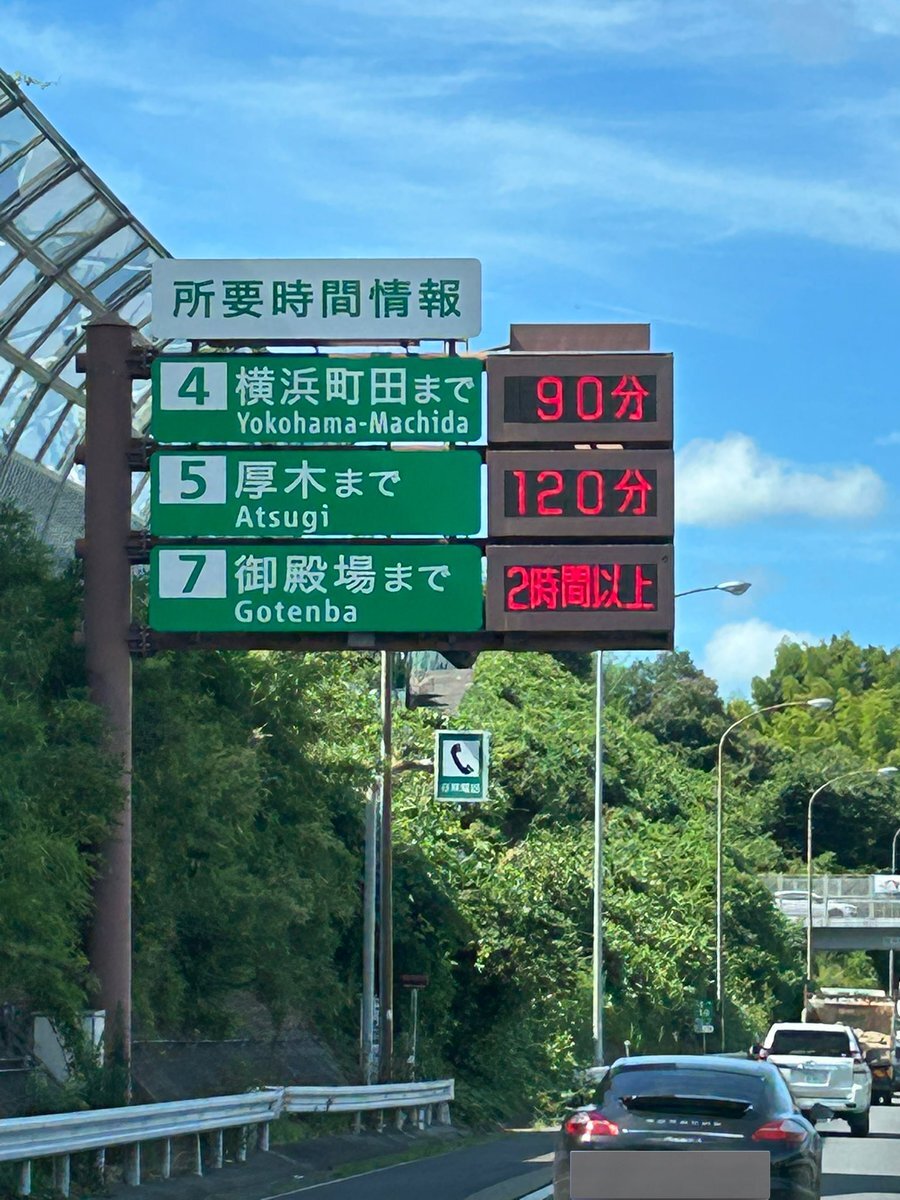 所要時間情報
4 横浜町田まで 90分
Yokohama-Machida
5 厚木まで 120分
Atsugi
7 御殿場まで 2時間以上
Gotenba